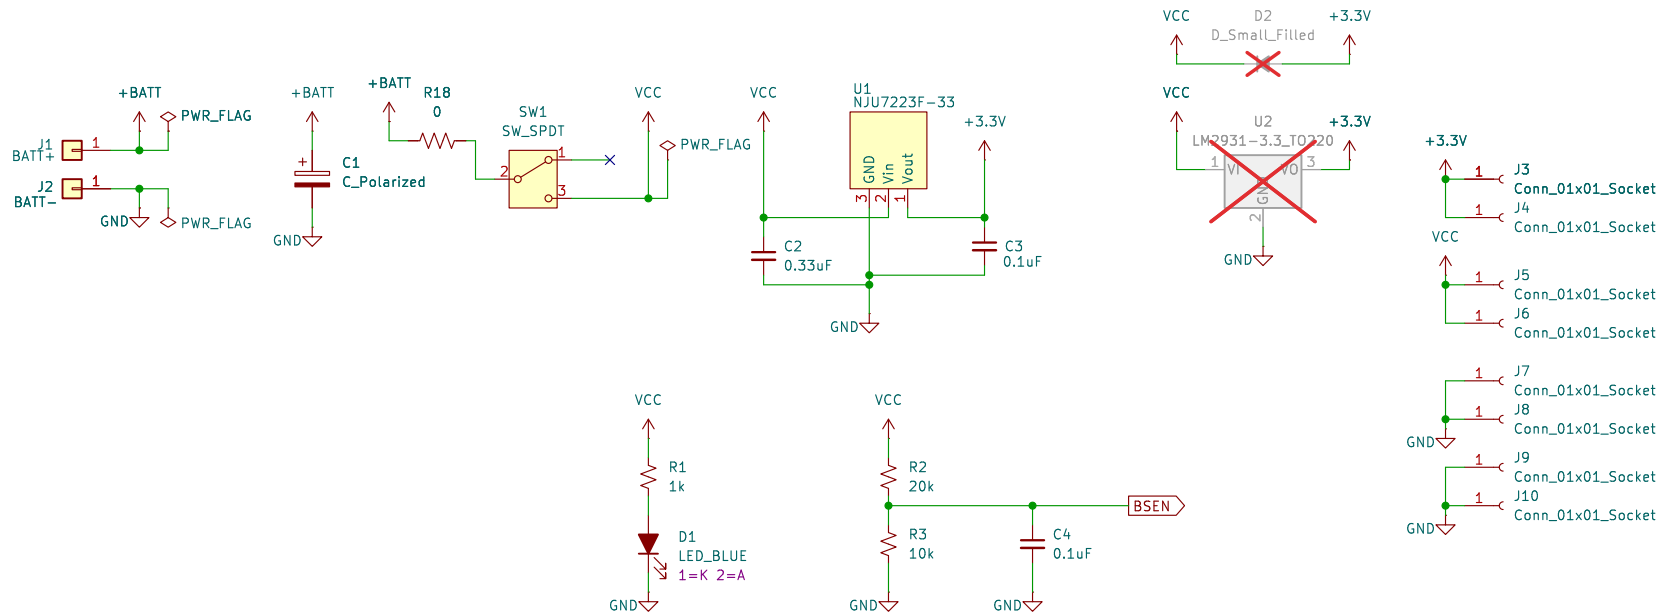 +BATT
PWR_FLAG
J1
BATT+
1
J2
BATT-
1
GND
PWR_FLAG
+BATT
+
C1
C_Polarized
GND
+BATT
R18
0
SW1
SW_SPDT
1
2
3
VCC
PWR_FLAG
VCC
U1
NJU7223F-33
GND
Vin
Vout
3
2
1
+3.3V
C2
0.33uF
C3
0.1uF
GND
VCC
D2
D_Small_Filled
+3.3V
VCC
U2
LM2931-3.3_TO220
+3.3V
1
VI
VO
3
GND
2
GND
+3.3V
1
J3
Conn_01x01_Socket
1
J4
Conn_01x01_Socket
VCC
1
J5
Conn_01x01_Socket
1
J6
Conn_01x01_Socket
1
J7
Conn_01x01_Socket
1
J8
Conn_01x01_Socket
GND
1
J9
Conn_01x01_Socket
1
J10
Conn_01x01_Socket
GND
VCC
R1
1k
D1
LED_BLUE
1=K 2=A
GND
VCC
R2
20k
R3
10k
GND
BSEN
C4
0.1uF
GND